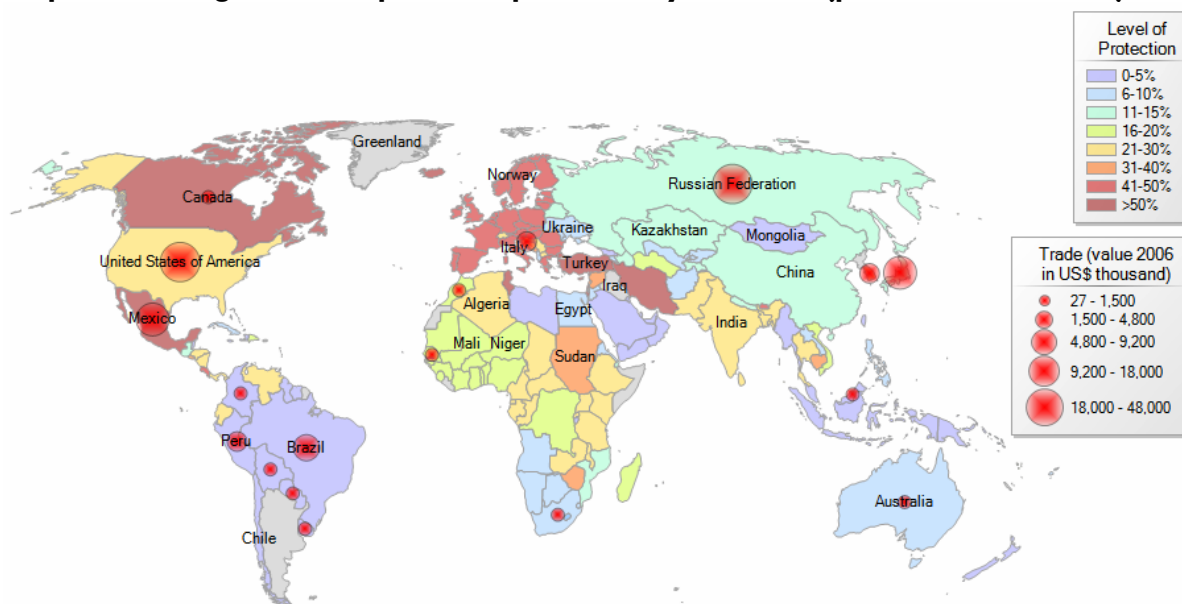 Level of
Protection
0-5%
6-10%
11-15%
16-20%
21-30%
31-40%
41-50%
>50%
Greenland
Norway
Russian Federation
Canada
Ukraine
Kazakhstan
Mongolia
United States of America
Italy
Turkey
China
Iraq
Algeria
Egypt
Mexico
India
Mali
Niger
Sudan
Peru
Brazil
Australia
Chile
Trade (value 2006
in US$ thousand)
27 - 1,500
1,500 - 4,800
4,800 - 9,200
9,200 - 18,000
18,000 - 48,000